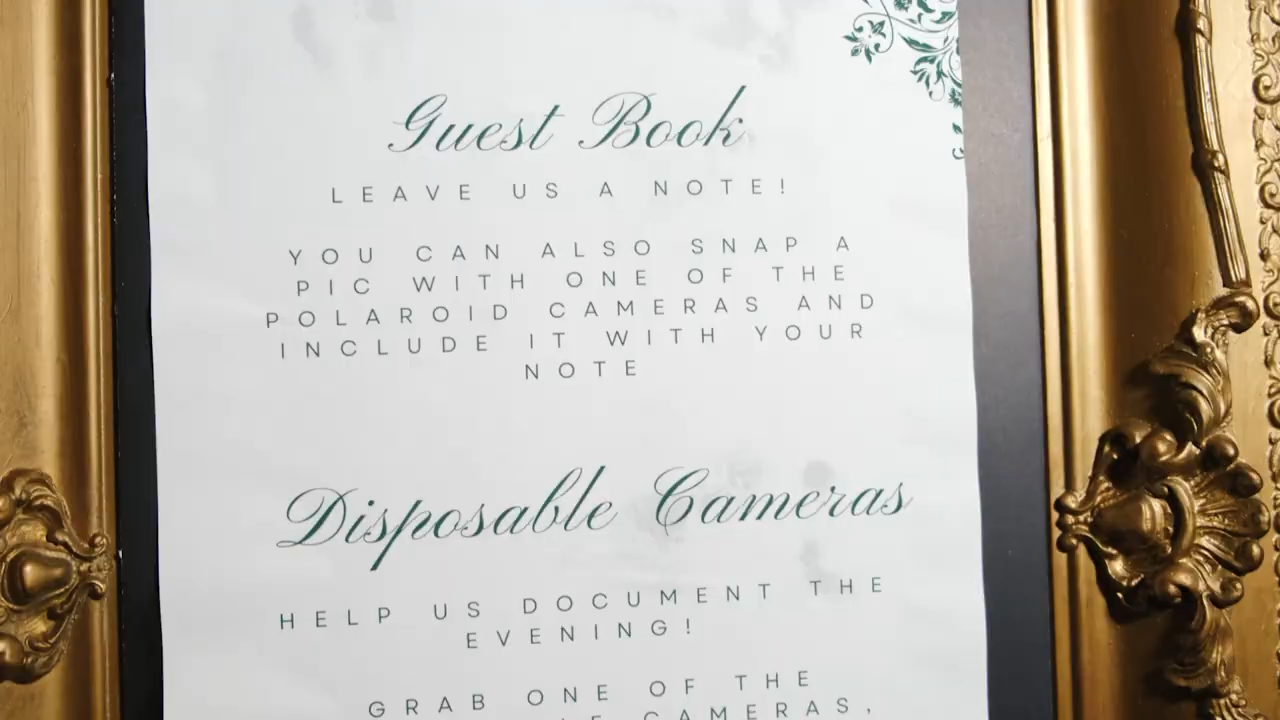 Guest Book
LEAVE US A NOTE!
YOU CAN ALSO SNAP A
PIC WITH ONE OF THE
POLAROID CAMERAS AND
INCLUDE IT WITH YOUR
NOTE
Disposable Cameras
HELP US DOCUMENT THE
EVENING!
GRAB ONE OF THE
CAMERAS,